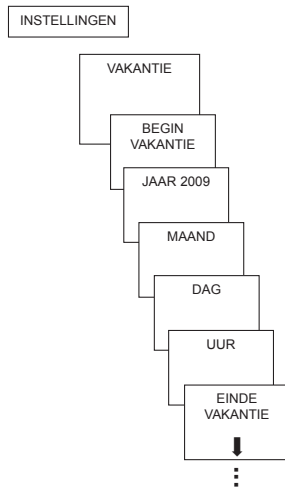 INSTELLINGEN
VAKANTIE
BEGIN
VAKANTIE
JAAR 2009
MAAND
DAG
UUR
EINDE
VAKANTIE